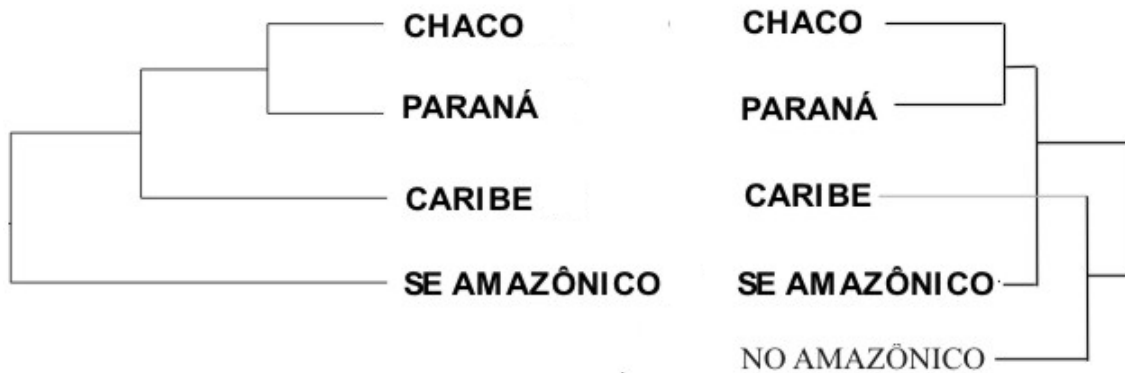 CHACO
PARANÁ
CARIBE
SE AMAZÔNICO
CHACO
PARANÁ
CARIBE
SE AMAZÔNICO
NO AMAZÔNICO